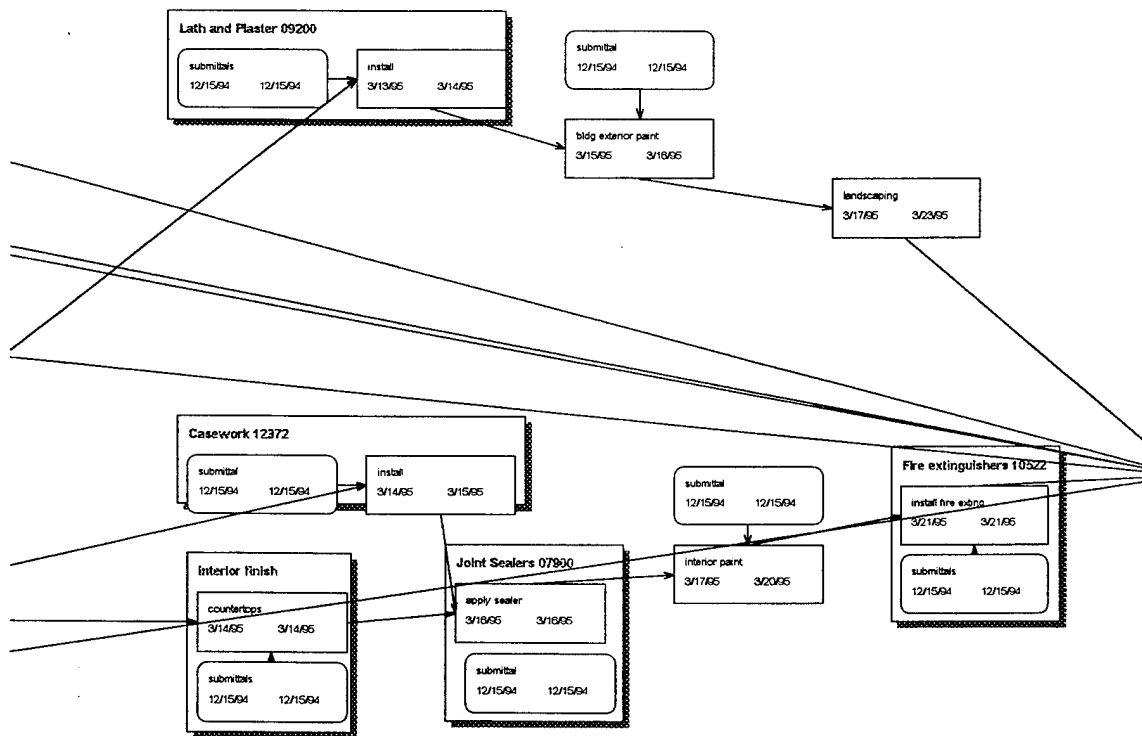 Lath and Plaster 09200
submittals
12/15/94 12/15/94
install
3/13/95 3/14/95
submittal
12/15/94 12/15/94
bldg exterior paint
3/15/95 3/16/95
landscaping
3/17/95 3/23/95
Casework 12372
submittal
12/15/94 12/15/94
install
3/14/95 3/15/95
submittal
12/15/94 12/15/94
Fire extinguishers 10522
install fire exting
3/21/95 3/21/95
submittals
12/15/94 12/15/94
Interior finish
countertops
3/14/95 3/14/95
submittals
12/15/94 12/15/94
Joint Sealers 07900
apply sealer
3/16/95 3/16/95
submittal
12/15/94 12/15/94
interior paint
3/17/95 3/20/95